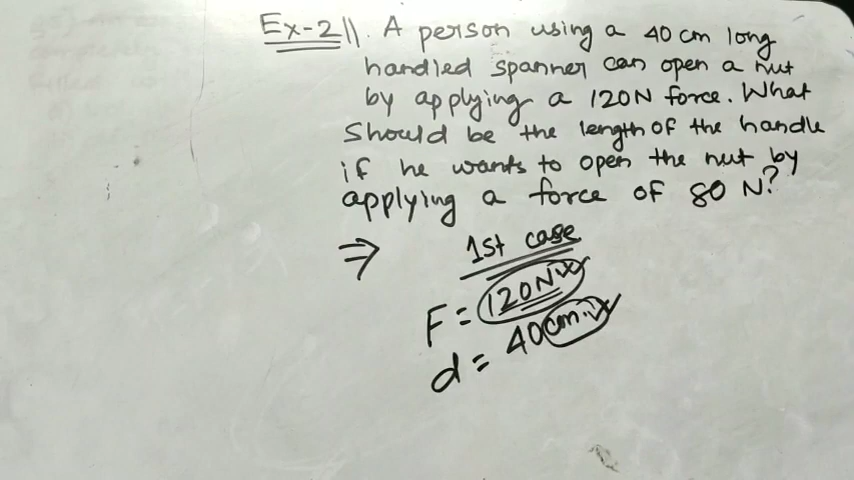 Ex-2||. A person using a 40 cm long
handled spanner can open a nut
by applying a 120N force. What
should be the length of the handle
if he wants to open the nut by
applying a force of 80 N?
⇒ 1st case
F = 120N
d = 40cm